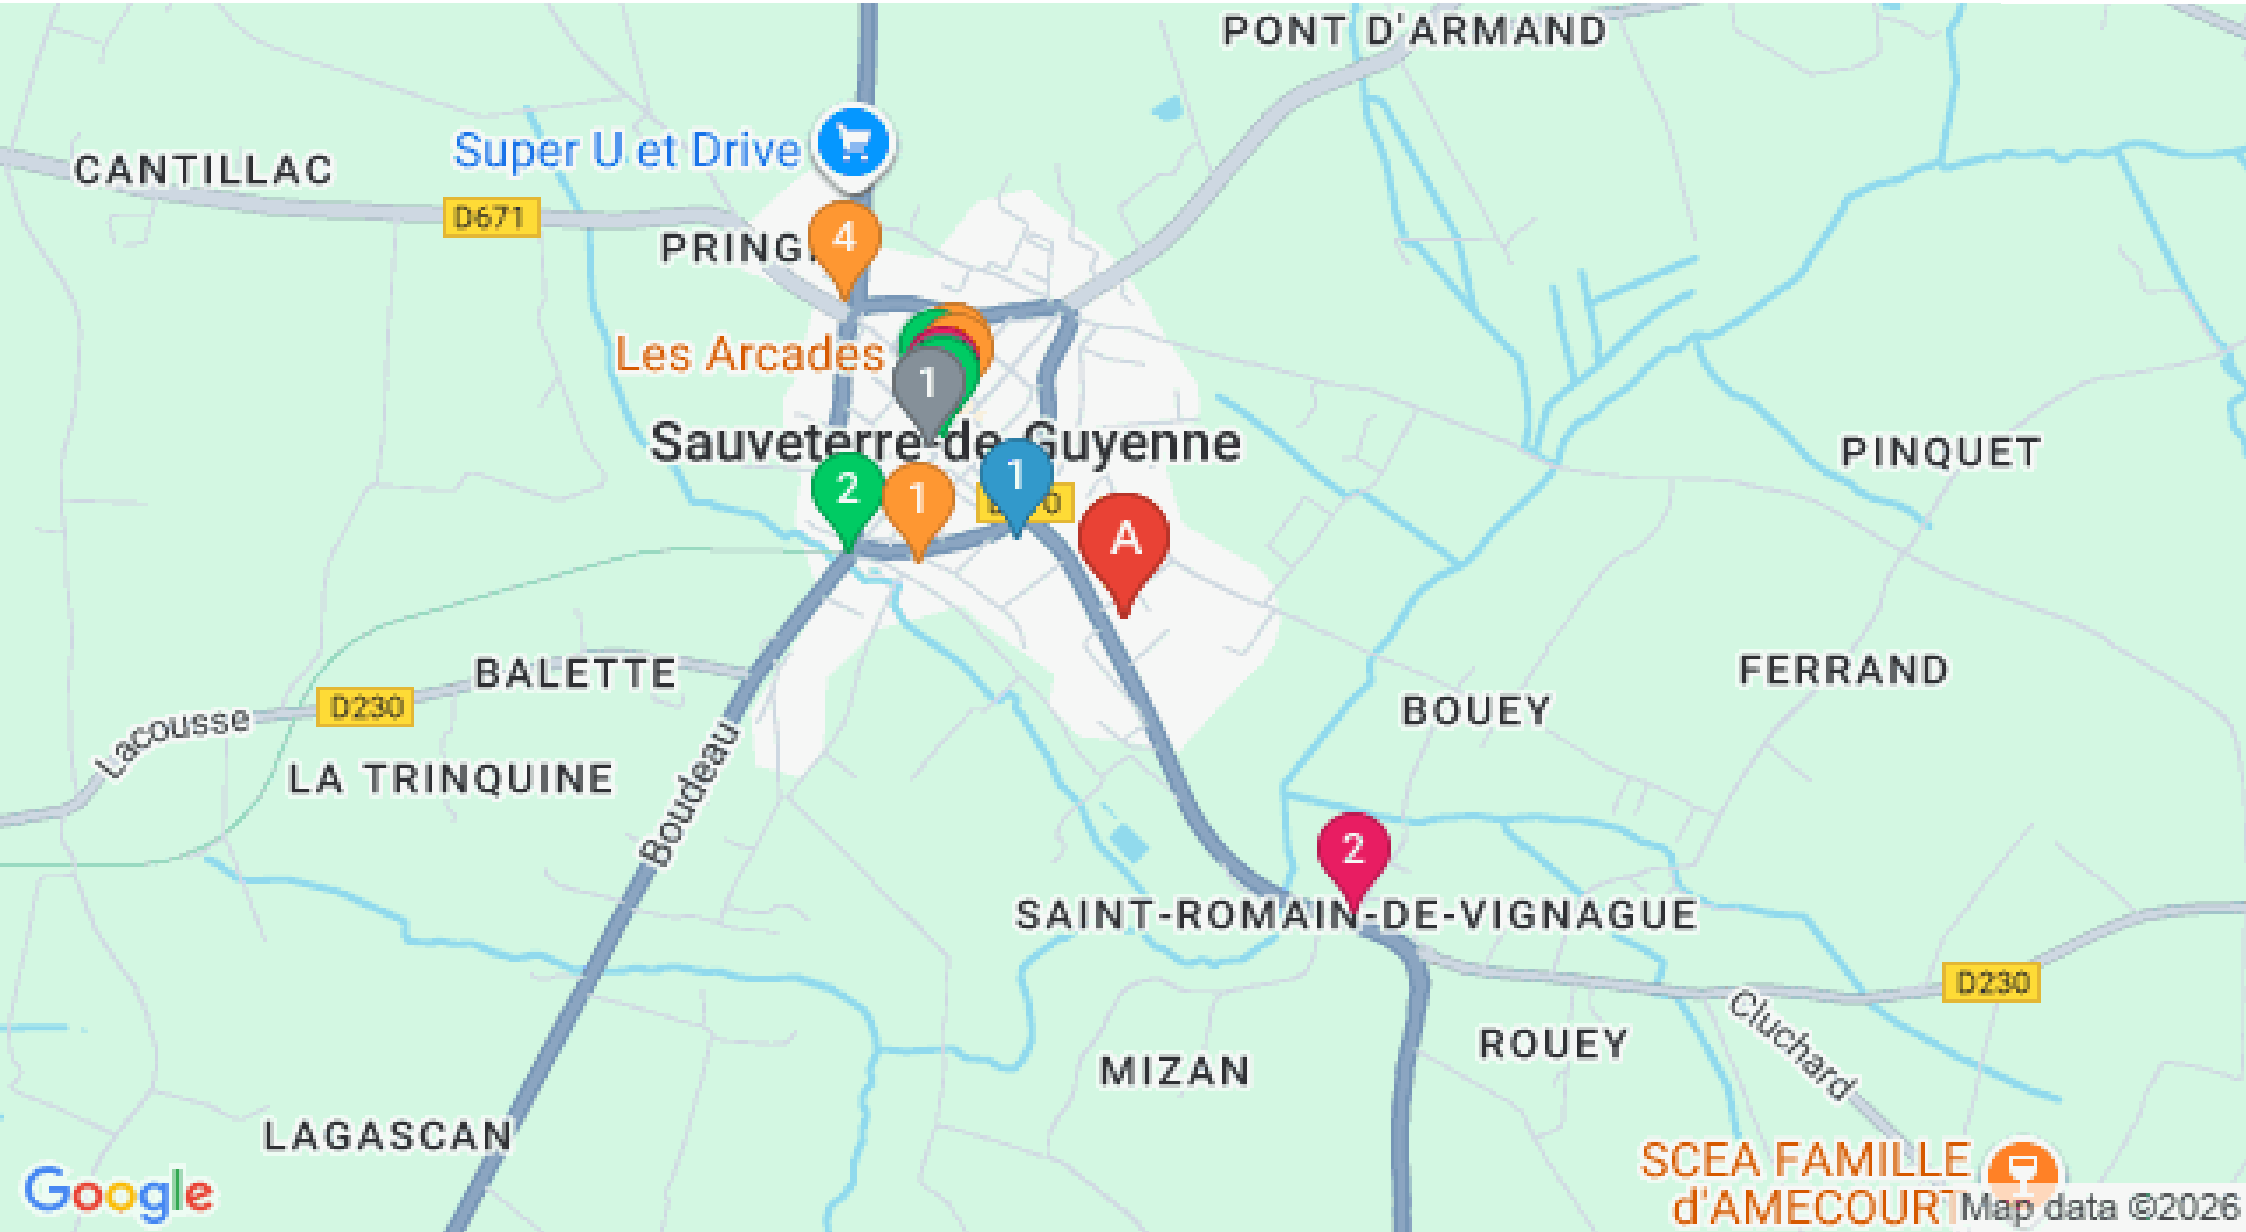 PONT D'ARMAND
Super U et Drive
CANTILLAC
D671
PRING
4
Les Arcades
1
Sauveterre-de-Guyenne
2
1
1
A
PINQUET
BALETTE
FERRAND
D230
BOUEY
Lacousse
LA TRINQUINE
Boudeau
2
SAINT-ROMAIN-DE-VIGNAGUE
D230
Cluchard
ROUEY
MIZAN
LAGASCAN
SCEA FAMILLE
d'AMECOURT
Google
Map data ©2026